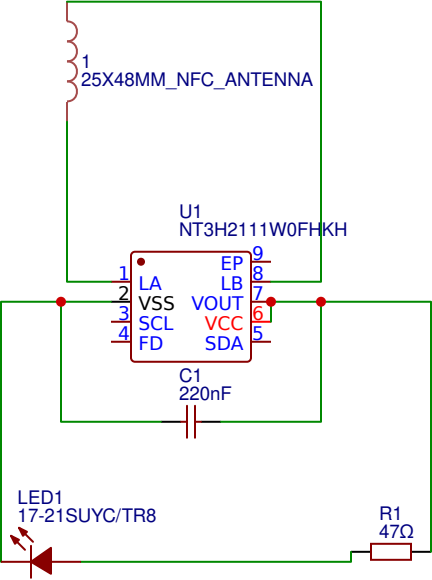 1
25X48MM_NFC_ANTENNA
U1
NT3H2111W0FHKH
EP 9
1 LA LB 8
2 VSS VOUT 7
3 SCL VCC 6
4 FD SDA 5
C1
220nF
LED1
17-21SUYC/TR8
R1
47Ω